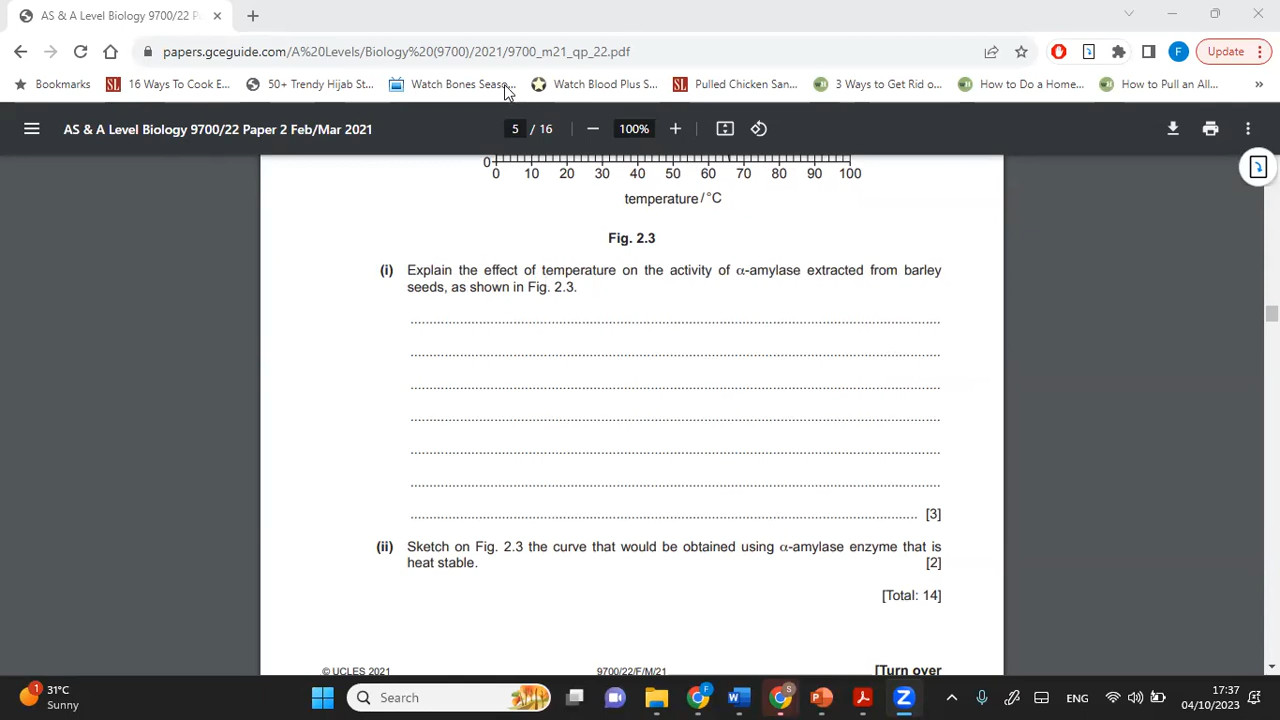 AS & A Level Biology 9700/22 P
papers.gceguide.com/A%20Levels/Biology%20(9700)/2021/9700_m21_qp_22.pdf
F
Update
Bookmarks
SL
16 Ways To Cook E...
50+ Trendy Hijab St...
Watch Bones Seaso...
Watch Blood Plus S...
SL
Pulled Chicken San...
3 Ways to Get Rid o...
How to Do a Home...
How to Pull an All...
»
AS & A Level Biology 9700/22 Paper 2 Feb/Mar 2021
5 / 16
100%
0
0 10 20 30 40 50 60 70 80 90 100
temperature / °C
Fig. 2.3
(i) Explain the effect of temperature on the activity of α-amylase extracted from barley
seeds, as shown in Fig. 2.3.
[3]
(ii) Sketch on Fig. 2.3 the curve that would be obtained using α-amylase enzyme that is
heat stable. [2]
[Total: 14]
© UCLES 2021 9700/22/F/M/21 [Turn over
1
31°C
Sunny
Search
F
S
ENG
17:37
04/10/2023